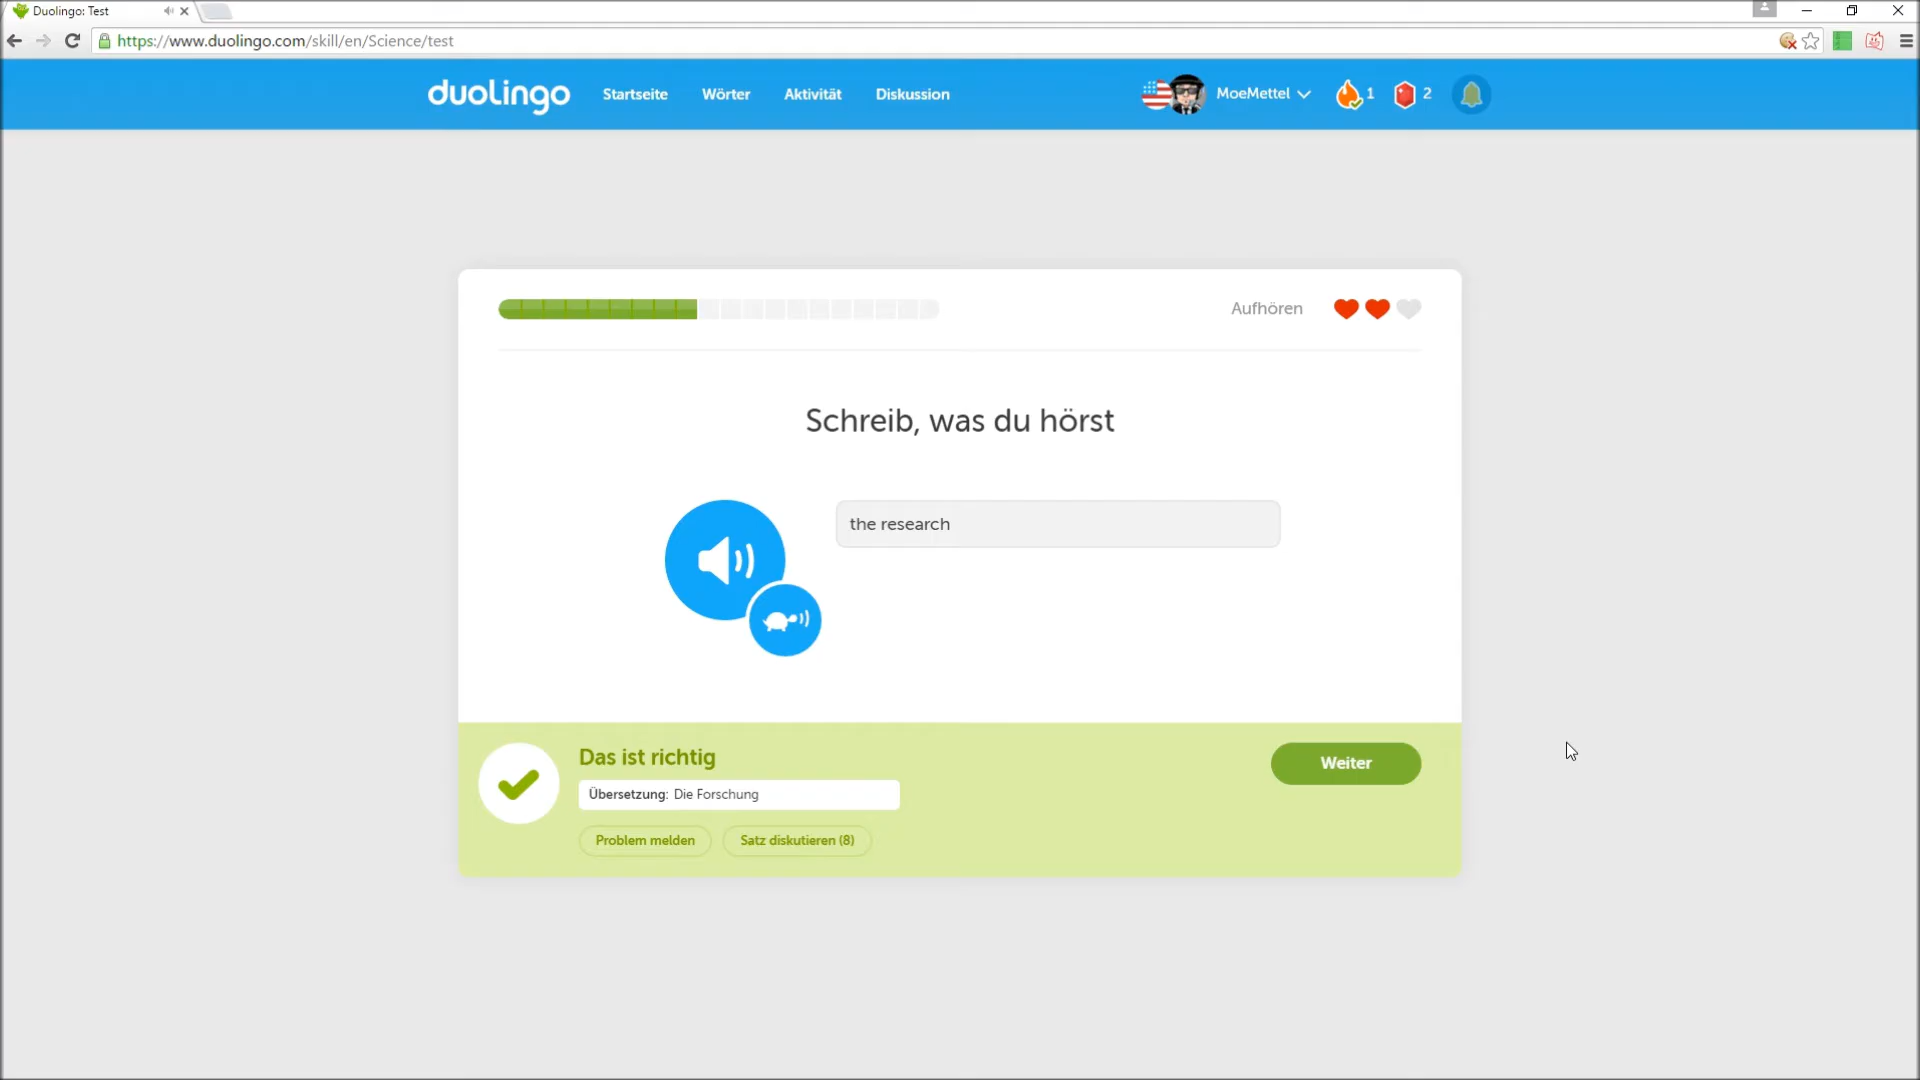 Duolingo: Test
https://www.duolingo.com/skill/en/Science/test
duolingo
Startseite
Wörter
Aktivität
Diskussion
MoeMettel
1
2
Aufhören
Schreib, was du hörst
the research
Das ist richtig
Übersetzung: Die Forschung
Problem melden
Satz diskutieren (8)
Weiter